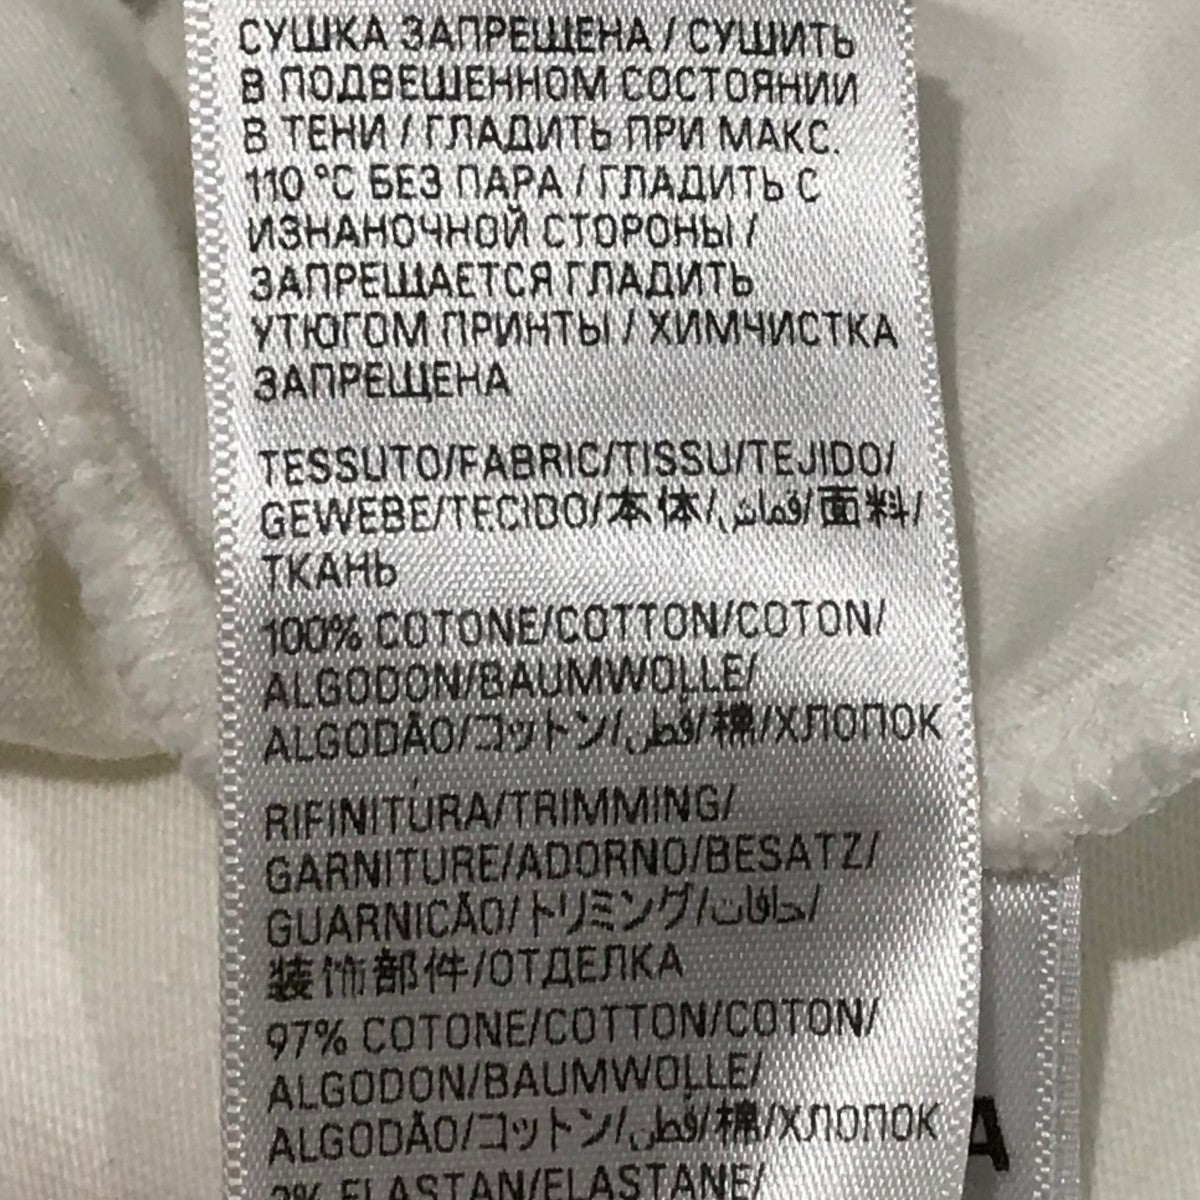 СУШКА ЗАПРЕЩЕНА / СУШИТЬ
В ПОДВЕШЕННОМ СОСТОЯНИИ
В ТЕНИ / ГЛАДИТЬ ПРИ МАКС.
110 °C БЕЗ ПАРА / ГЛАДИТЬ С
ИЗНАНОЧНОЙ СТОРОНЫ /
ЗАПРЕЩАЕТСЯ ГЛАДИТЬ
УТЮГОМ ПРИНТЫ / ХИМЧИСТКА
ЗАПРЕЩЕНА
TESSUTO/FABRIC/TISSU/TEJIDO/
GEWEBE/TECIDO/本体/قماش/面料/
ТКАНЬ
100% COTONE/COTTON/COTON/
ALGODON/BAUMWOLLE/
ALGODÃO/コットン/قطن/棉/ХЛОПОК
RIFINITURA/TRIMMING/
GARNITURE/ADORNO/BESATZ/
GUARNICÃO/トリミング/حافات/
装饰部件/ОТДЕЛКА
97% COTONE/COTTON/COTON/
ALGODON/BAUMWOLLE/
ALGODÃO/コットン/قطن/棉/ХЛОПОК
3% ELASTAN/ELASTANE/
A